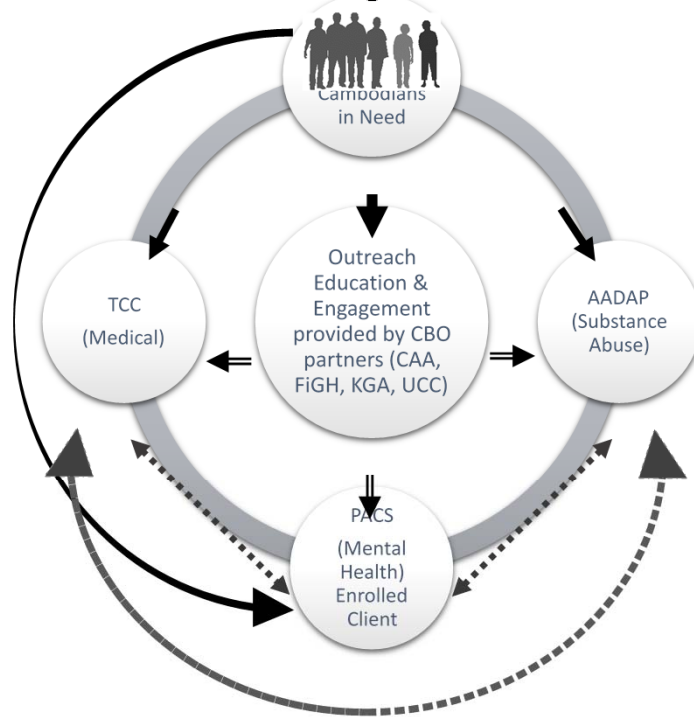 Cambodians
in Need
Outreach
Education &
Engagement
provided by CBO
partners (CAA,
FiGH, KGA, UCC)
TCC
(Medical)
AADAP
(Substance
Abuse)
PACS
(Mental
Health)
Enrolled
Client